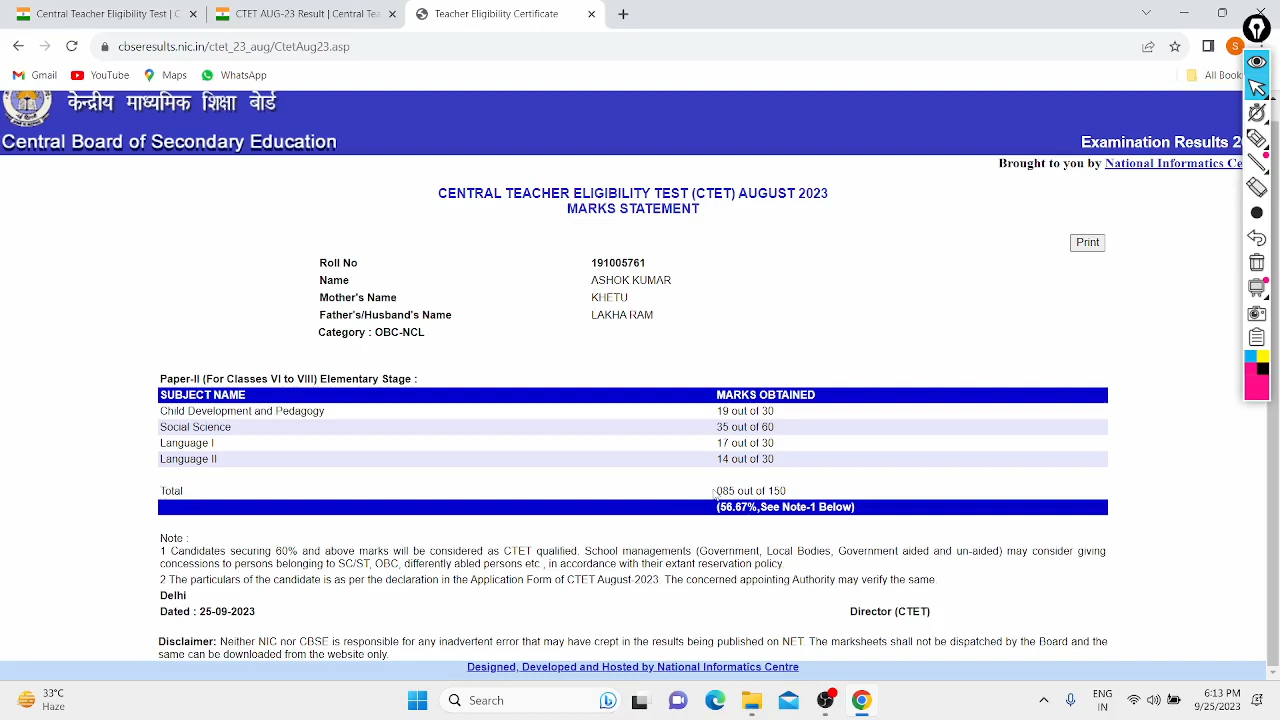 Central Teacher Eligibility Test |
CTET AUG-23 Result | Central Tea
Teacher Eligibility Certificate
cbseresults.nic.in/ctet_23_aug/CtetAug23.asp
S
Gmail YouTube Maps WhatsApp All Book
केन्द्रीय माध्यमिक शिक्षा बोर्ड
Central Board of Secondary Education
Examination Results 2
Brought to you by National Informatics Ce
CENTRAL TEACHER ELIGIBILITY TEST (CTET) AUGUST 2023
MARKS STATEMENT
Print
Roll No 191005761
Name ASHOK KUMAR
Mother's Name KHETU
Father's/Husband's Name LAKHA RAM
Category : OBC-NCL
Paper-II (For Classes VI to VIII) Elementary Stage :
SUBJECT NAME MARKS OBTAINED
Child Development and Pedagogy 19 out of 30
Social Science 35 out of 60
Language I 17 out of 30
Language II 14 out of 30
Total 085 out of 150
(56.67%,See Note-1 Below)
Note :
1 Candidates securing 60% and above marks will be considered as CTET qualified. School managements (Government, Local Bodies, Government aided and un-aided) may consider giving
concessions to persons belonging to SC/ST, OBC, differently abled persons etc., in accordance with their extant reservation policy.
2 The particulars of the candidate is as per the declaration in the Application Form of CTET August-2023. The concerned appointing Authority may verify the same.
Delhi
Dated : 25-09-2023 Director (CTET)
Disclaimer: Neither NIC nor CBSE is responsible for any inadvertent error that may have crept in the results being published on NET. The marksheets shall not be dispatched by the Board and the
same can be downloaded from the website only.
Designed, Developed and Hosted by National Informatics Centre
33°C
Haze
Search
ENG
IN
6:13 PM
9/25/2023